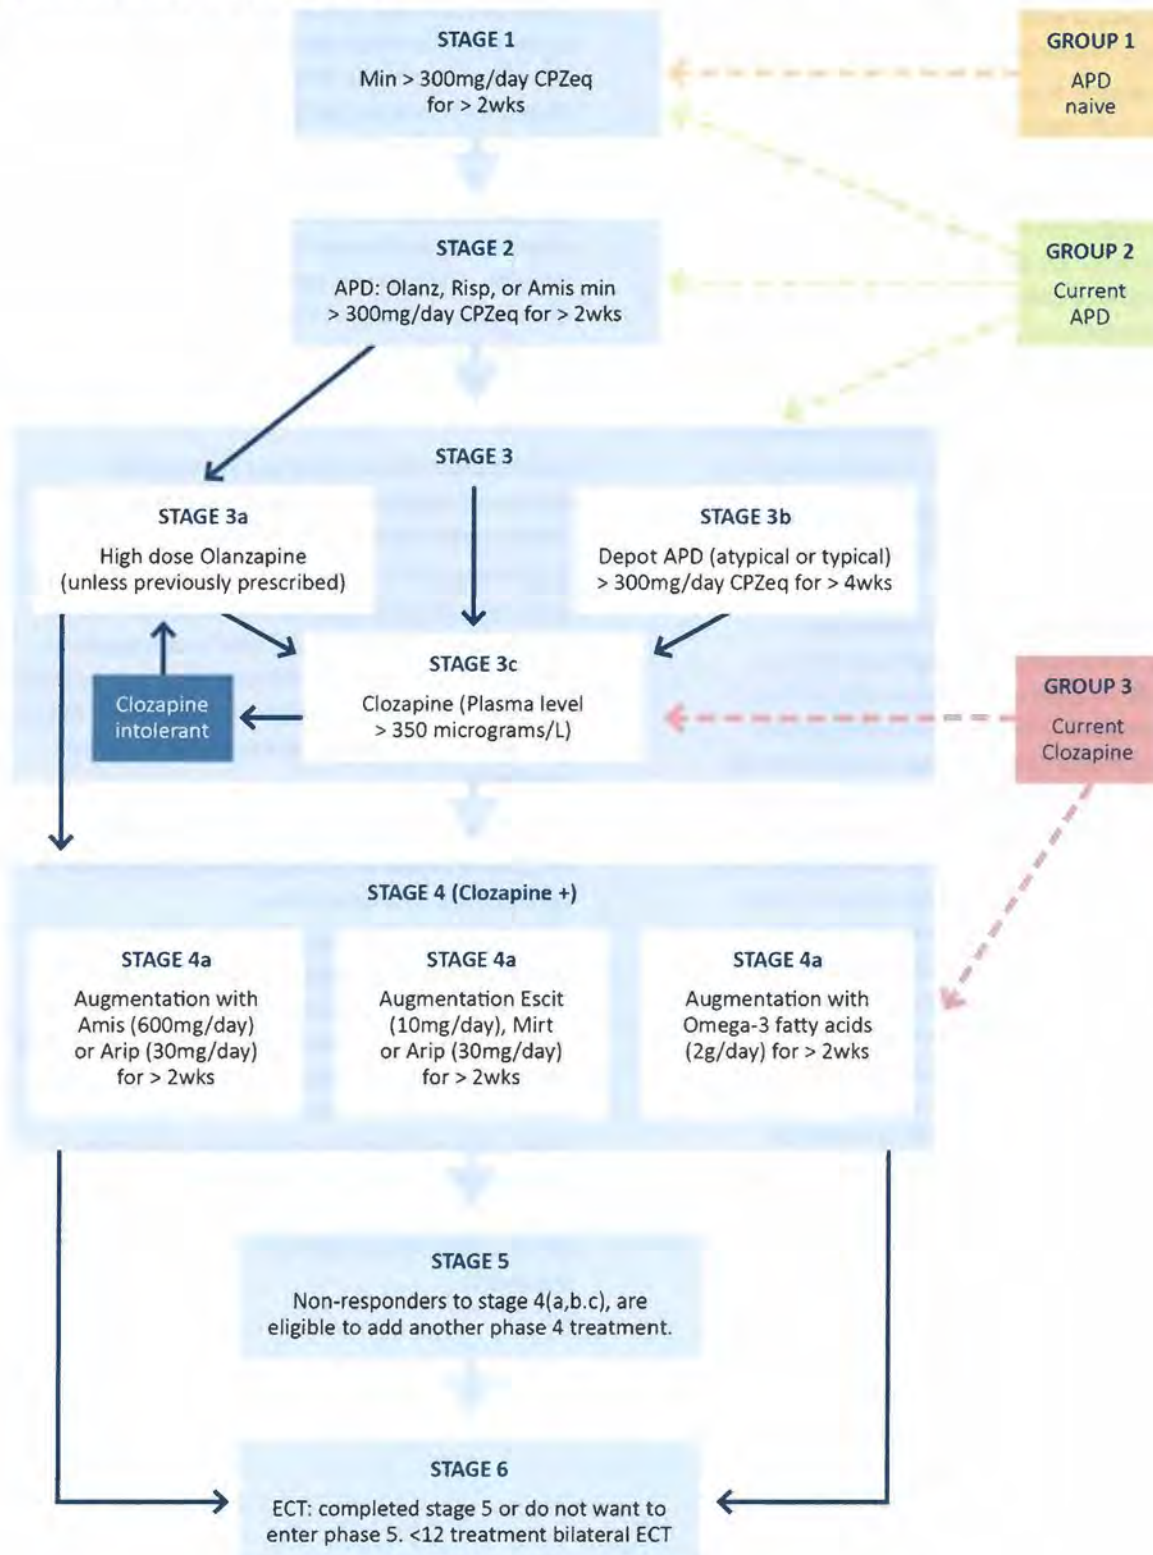 STAGE 1
Min > 300mg/day CPZeq
for > 2wks
GROUP 1
APD
naive
STAGE 2
APD: Olanz, Risp, or Amis min
> 300mg/day CPZeq for > 2wks
GROUP 2
Current
APD
STAGE 3
STAGE 3a
High dose Olanzapine
(unless previously prescribed)
STAGE 3b
Depot APD (atypical or typical)
> 300mg/day CPZeq for > 4wks
Clozapine
intolerant
STAGE 3c
Clozapine (Plasma level
> 350 micrograms/L)
GROUP 3
Current
Clozapine
STAGE 4 (Clozapine +)
STAGE 4a
Augmentation with
Amis (600mg/day)
or Arip (30mg/day)
for > 2wks
STAGE 4a
Augmentation Escit
(10mg/day), Mirt
or Arip (30mg/day)
for > 2wks
STAGE 4a
Augmentation with
Omega-3 fatty acids
(2g/day) for > 2wks
STAGE 5
Non-responders to stage 4(a,b.c), are
eligible to add another phase 4 treatment.
STAGE 6
ECT: completed stage 5 or do not want to
enter phase 5. <12 treatment bilateral ECT